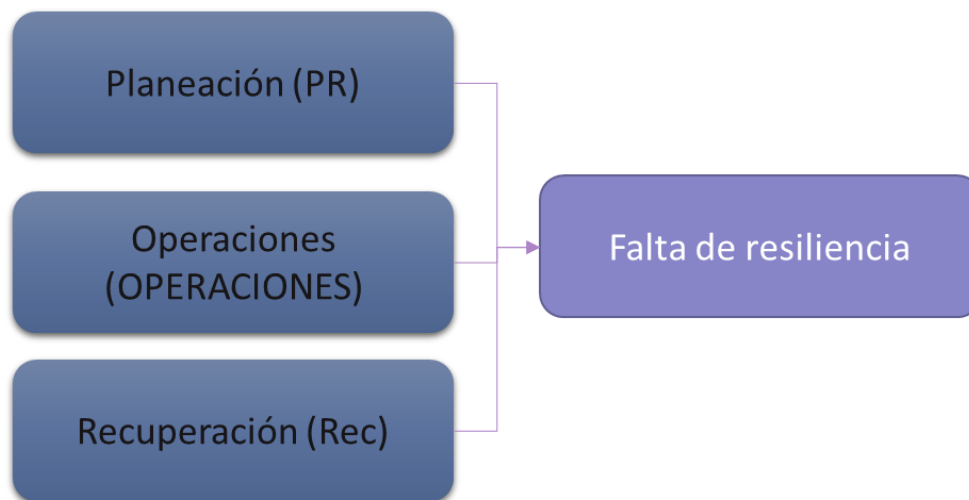 Planeación (PR)
Operaciones
(OPERACIONES)
Recuperación (Rec)
Falta de resiliencia